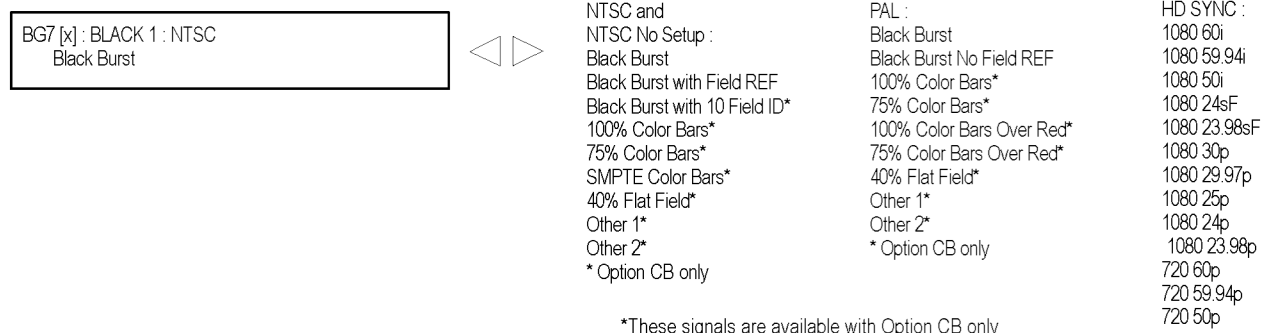 BG7 [x] : BLACK 1 : NTSC
Black Burst
NTSC and
NTSC No Setup :
Black Burst
Black Burst with Field REF
Black Burst with 10 Field ID*
100% Color Bars*
75% Color Bars*
SMPTE Color Bars*
40% Flat Field*
Other 1*
Other 2*
* Option CB only
PAL :
Black Burst
Black Burst No Field REF
100% Color Bars*
75% Color Bars*
100% Color Bars Over Red*
75% Color Bars Over Red*
40% Flat Field*
Other 1*
Other 2*
* Option CB only
HD SYNC :
1080 60i
1080 59.94i
1080 50i
1080 24sF
1080 23.98sF
1080 30p
1080 29.97p
1080 25p
1080 24p
1080 23.98p
720 60p
720 59.94p
720 50p
*These signals are available with Option CB only